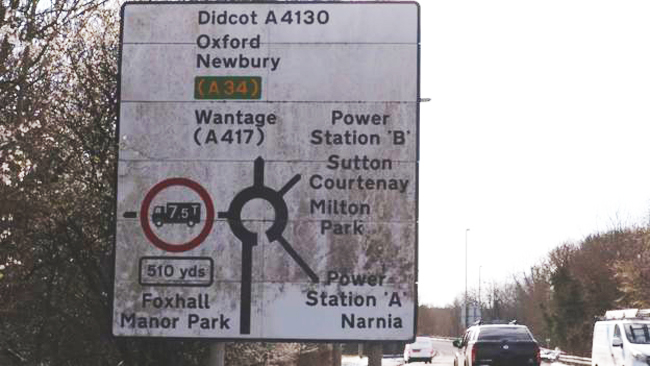 Didcot A4130
Oxford
Newbury
(A34)
Wantage
(A417)
Power
Station 'B'
Sutton
Courtenay
Milton
Park
7.5T
510 yds
Foxhall
Manor Park
Power
Station 'A'
Narnia